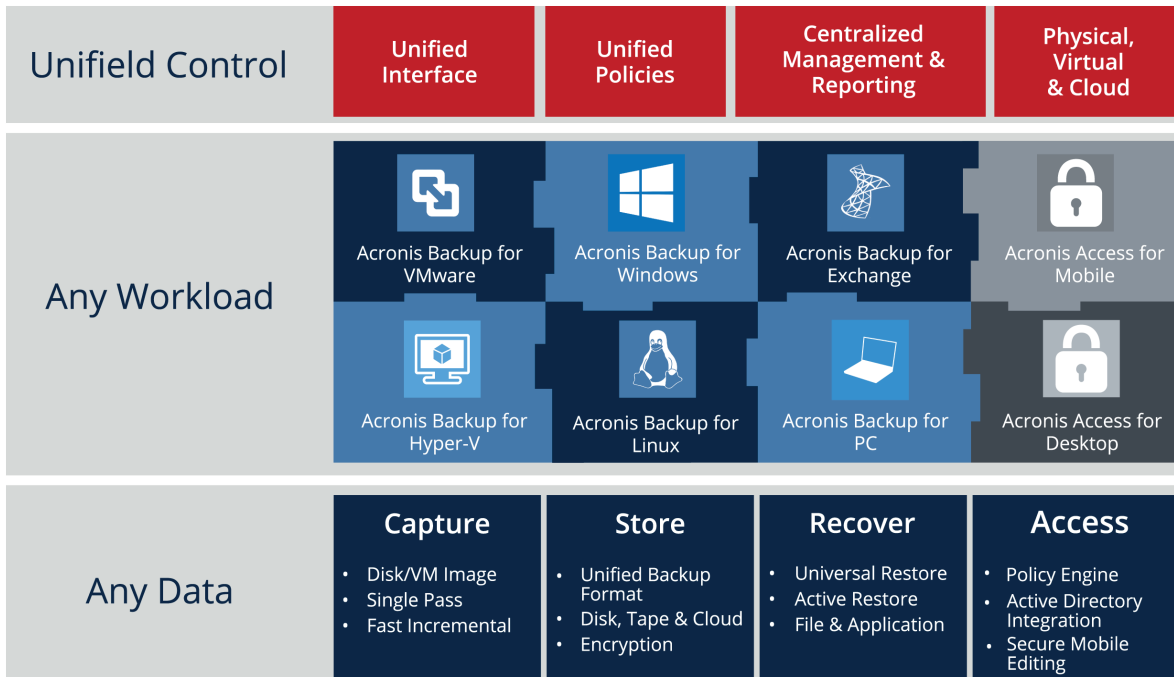 Unifield Control
Unified
Interface
Unified
Policies
Centralized
Management &
Reporting
Physical,
Virtual
& Cloud
Any Workload
Acronis Backup for
VMware
Acronis Backup for
Windows
Acronis Backup for
Exchange
Acronis Access for
Mobile
Acronis Backup for
Hyper-V
Acronis Backup for
Linux
Acronis Backup for
PC
Acronis Access for
Desktop
Any Data
Capture
• Disk/VM Image
• Single Pass
• Fast Incremental
Store
• Unified Backup
Format
• Disk, Tape & Cloud
• Encryption
Recover
• Universal Restore
• Active Restore
• File & Application
Access
• Policy Engine
• Active Directory
Integration
• Secure Mobile
Editing